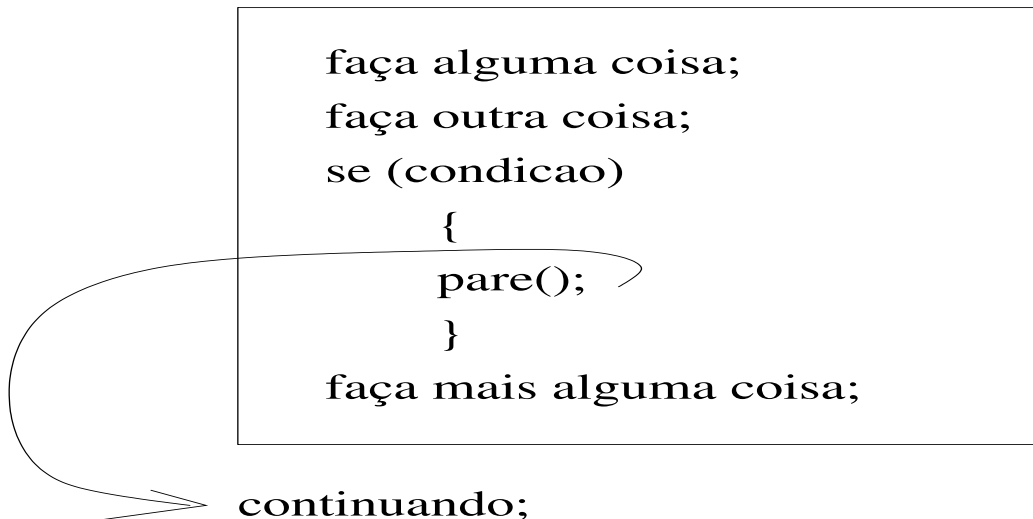 faça alguma coisa;
faça outra coisa;
se (condicao)
{
pare();
}
faça mais alguma coisa;
continuando;